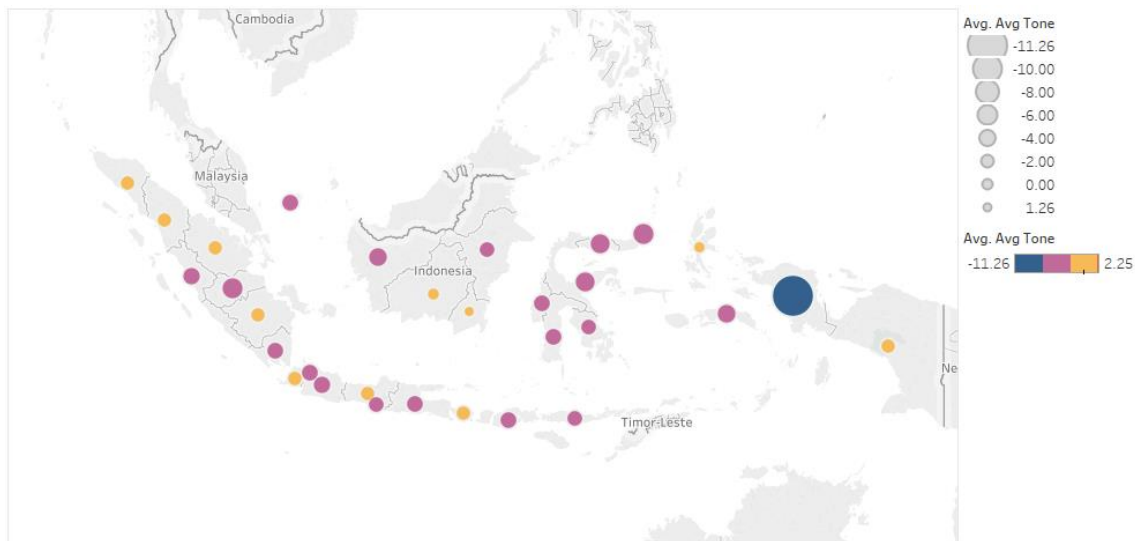 Cambodia
Malaysia
Indonesia
Timor-Leste
Ne
Avg. Avg Tone
-11.26
-10.00
-8.00
-6.00
-4.00
-2.00
0.00
1.26
Avg. Avg Tone
-11.26 2.25